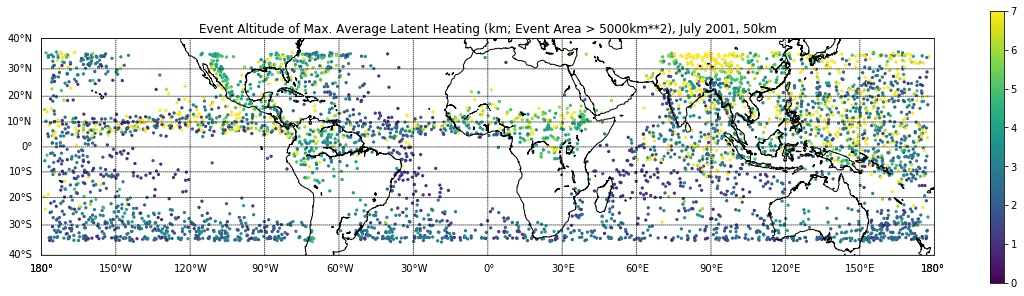 Event Altitude of Max. Average Latent Heating (km; Event Area > 5000km**2), July 2001, 50km
40°N
30°N
20°N
10°N
0°
10°S
20°S
30°S
40°S
180° 150°W 120°W 90°W 60°W 30°W 0° 30°E 60°E 90°E 120°E 150°E 180°
7
6
5
4
3
2
1
0